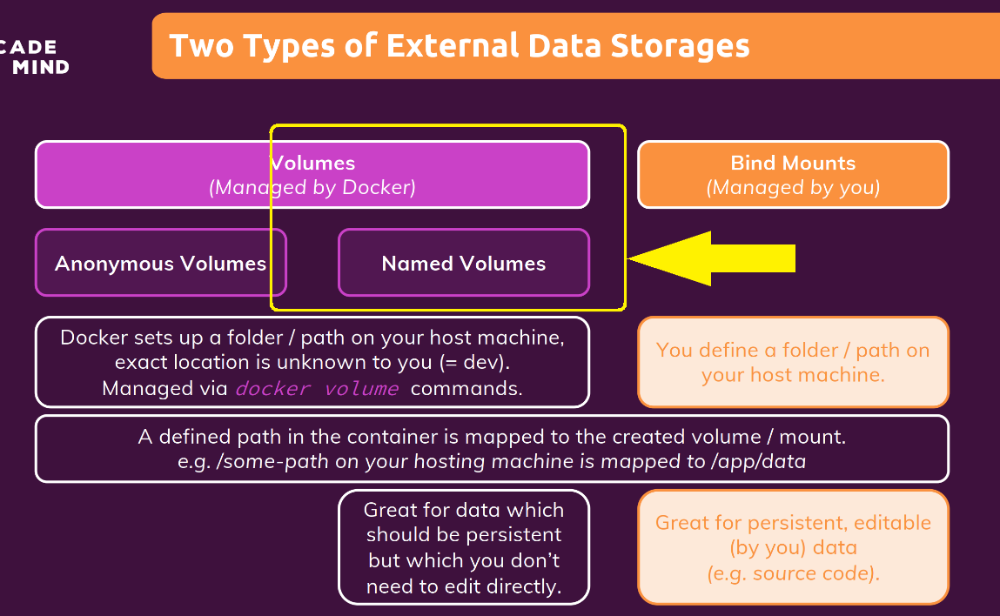 CADE
MIND
Two Types of External Data Storages
Volumes
(Managed by Docker)
Bind Mounts
(Managed by you)
Anonymous Volumes
Named Volumes
Docker sets up a folder / path on your host machine,
exact location is unknown to you (= dev).
Managed via docker volume commands.
You define a folder / path on
your host machine.
A defined path in the container is mapped to the created volume / mount.
e.g. /some-path on your hosting machine is mapped to /app/data
Great for data which
should be persistent
but which you don’t
need to edit directly.
Great for persistent, editable
(by you) data
(e.g. source code).